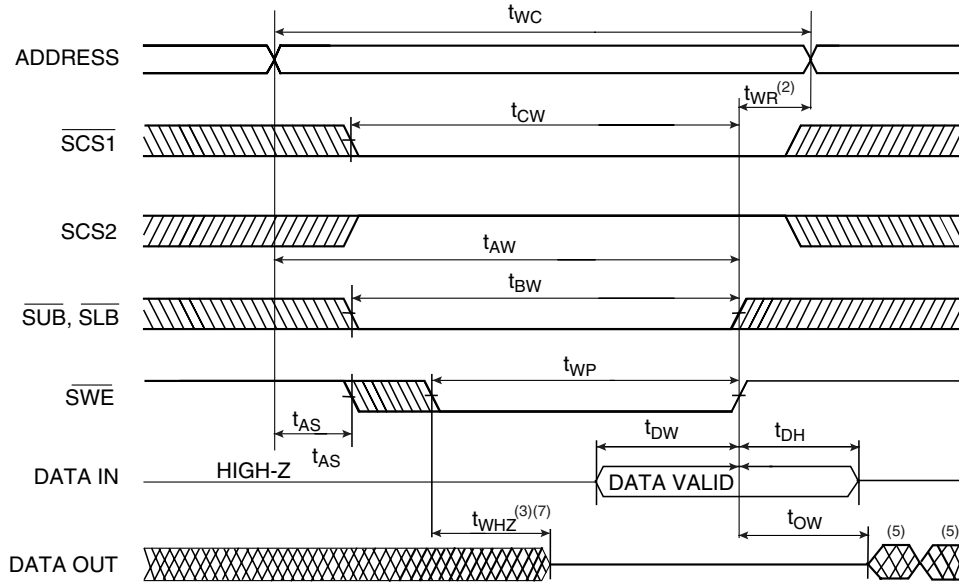 tWC
ADDRESS
tWR(2)
tCW
SCS1
SCS2
tAW
tBW
SUB, SLB
tWP
SWE
tAS
tAS
tDW
tDH
HIGH-Z
DATA IN
DATA VALID
tWHZ(3)(7)
tOW
(5)
(5)
DATA OUT